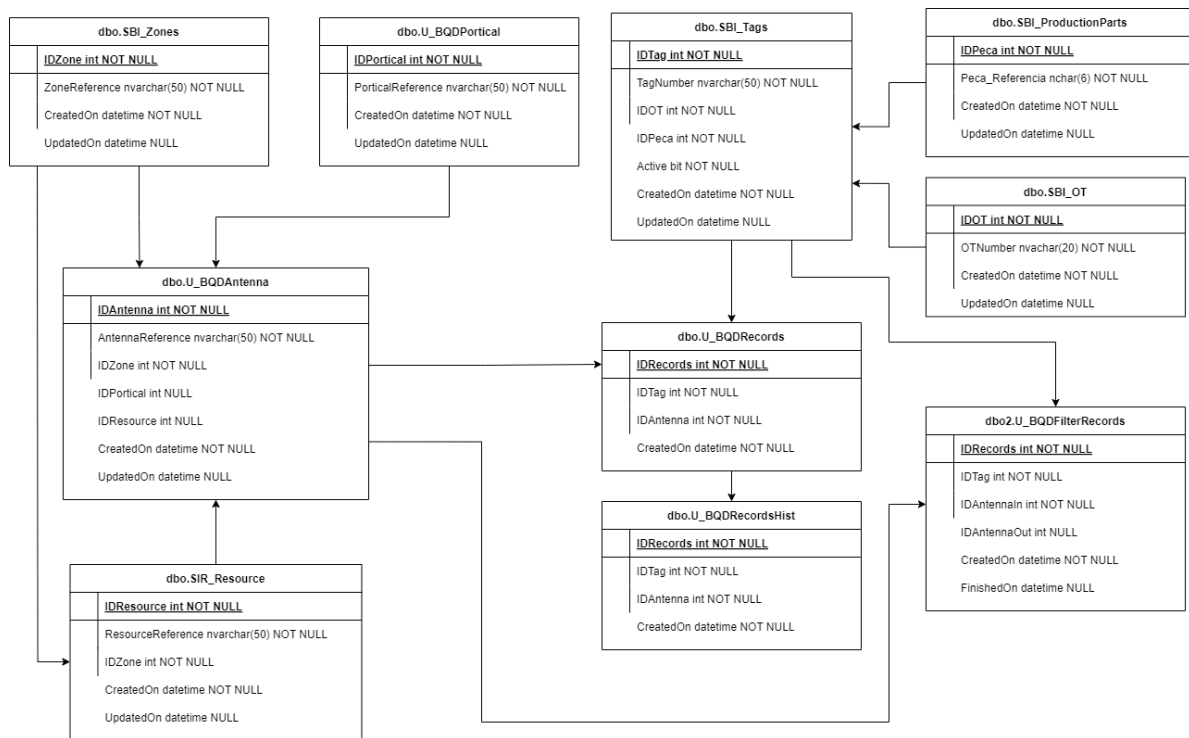 dbo.SBI_Zones
IDZone int NOT NULL
ZoneReference nvarchar(50) NOT NULL
CreatedOn datetime NOT NULL
UpdatedOn datetime NULL
dbo.U_BQDPortical
IDPortical int NOT NULL
PorticalReference nvarchar(50) NOT NULL
CreatedOn datetime NOT NULL
UpdatedOn datetime NULL
dbo.SBI_Tags
IDTag int NOT NULL
TagNumber nvarchar(50) NOT NULL
IDOT int NOT NULL
IDPeca int NOT NULL
Active bit NOT NULL
CreatedOn datetime NOT NULL
UpdatedOn datetime NULL
dbo.SBI_ProductionParts
IDPeca int NOT NULL
Peca_Referencia nchar(6) NOT NULL
CreatedOn datetime NOT NULL
UpdatedOn datetime NULL
dbo.SBI_OT
IDOT int NOT NULL
OTNumber nvachar(20) NOT NULL
CreatedOn datetime NOT NULL
UpdatedOn datetime NULL
dbo.U_BQDAntenna
IDAntenna int NOT NULL
AntennaReference nvarchar(50) NOT NULL
IDZone int NOT NULL
IDPortical int NULL
IDResource int NULL
CreatedOn datetime NOT NULL
UpdatedOn datetime NULL
dbo.U_BQDRecords
IDRecords int NOT NULL
IDTag int NOT NULL
IDAntenna int NOT NULL
CreatedOn datetime NOT NULL
dbo2.U_BQDFilterRecords
IDRecords int NOT NULL
IDTag int NOT NULL
IDAntennaIn int NOT NULL
IDAntennaOut int NULL
CreatedOn datetime NOT NULL
FinishedOn datetime NULL
dbo.U_BQDRecordsHist
IDRecords int NOT NULL
IDTag int NOT NULL
IDAntenna int NOT NULL
CreatedOn datetime NOT NULL
dbo.SIR_Resource
IDResource int NOT NULL
ResourceReference nvarchar(50) NOT NULL
IDZone int NOT NULL
CreatedOn datetime NOT NULL
UpdatedOn datetime NULL